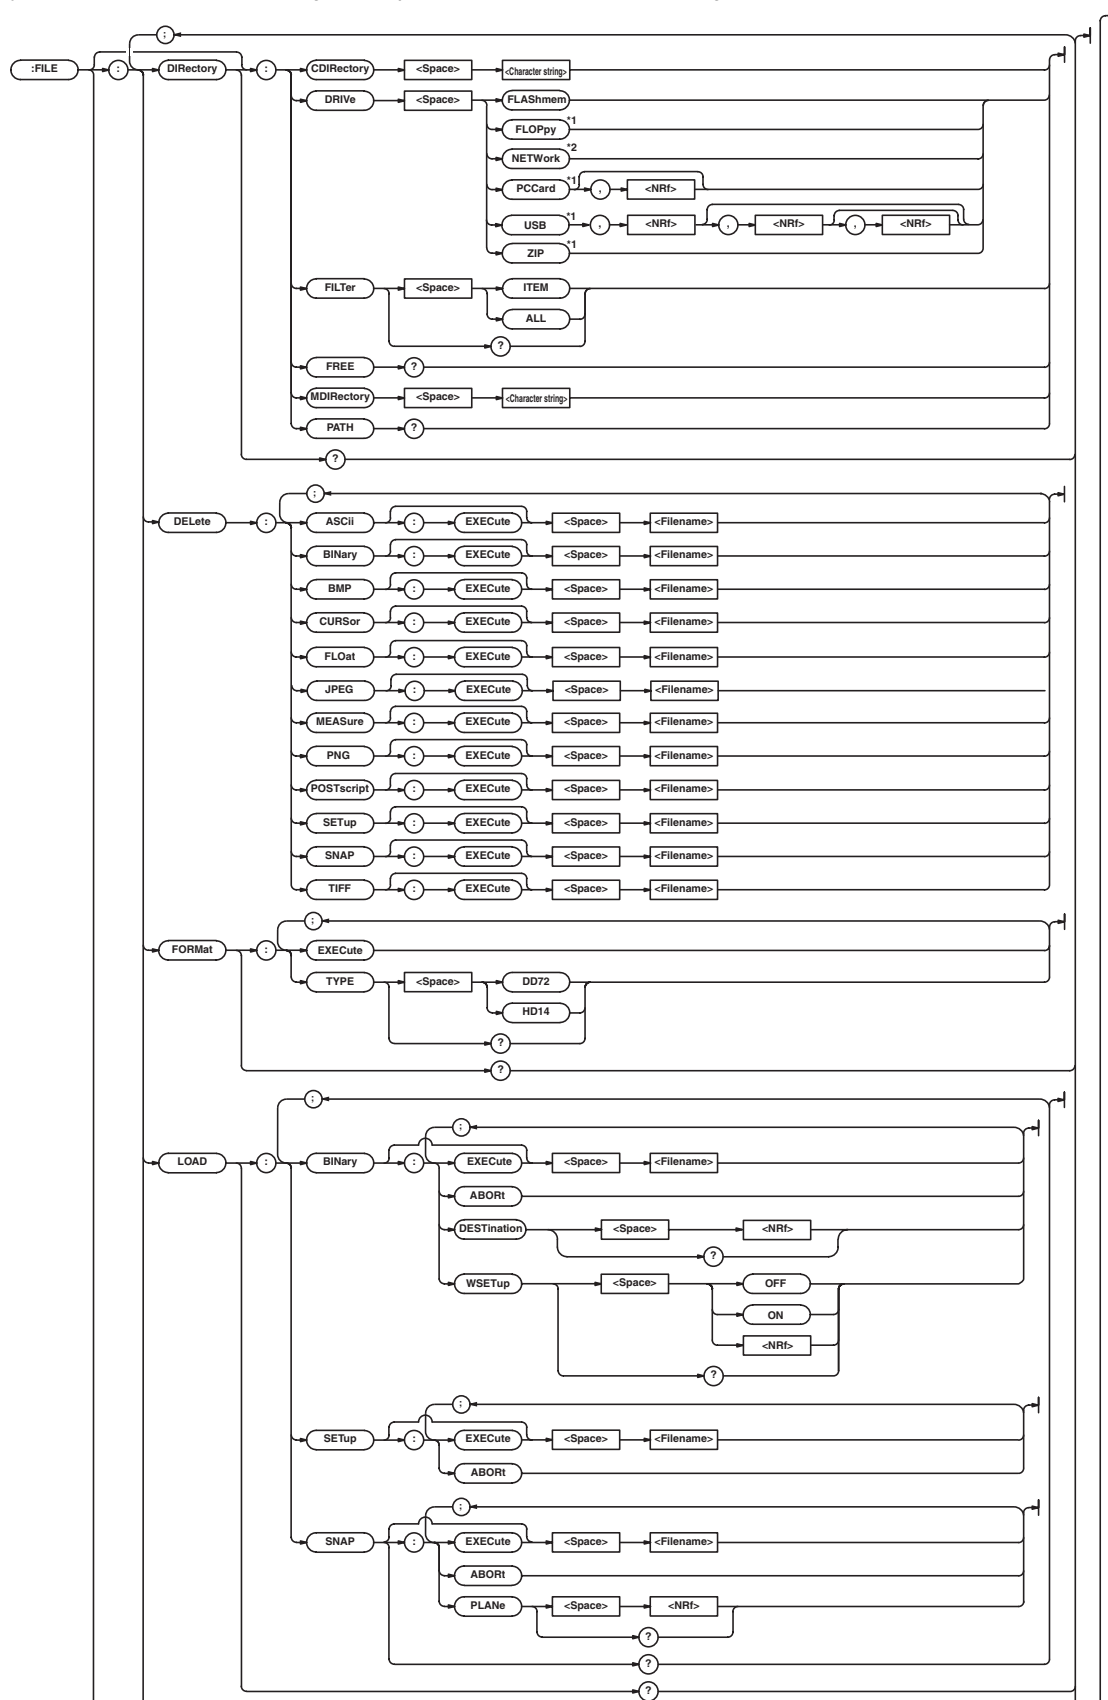 ;
:FILE : DIRectory : CDIRectory <Space> <Character string>
DRIVe <Space> FLAShmem
FLOPpy *1
NETWork *2
PCCard *1 , <NRf>
USB *1 , <NRf> , <NRf> , <NRf>
ZIP *1
FILTer <Space> ITEM
ALL
?
FREE ?
MDIRectory <Space> <Character string>
PATH ?
?
;
DELete : ASCii : EXECute <Space> <Filename>
BINary : EXECute <Space> <Filename>
BMP : EXECute <Space> <Filename>
CURSor : EXECute <Space> <Filename>
FLOat : EXECute <Space> <Filename>
JPEG : EXECute <Space> <Filename>
MEASure : EXECute <Space> <Filename>
PNG : EXECute <Space> <Filename>
POSTscript : EXECute <Space> <Filename>
SETup : EXECute <Space> <Filename>
SNAP : EXECute <Space> <Filename>
TIFF : EXECute <Space> <Filename>
;
FORMat : EXECute
TYPE <Space> DD72
HD14
?
?
;
;
LOAD : BINary : EXECute <Space> <Filename>
ABORt
DESTination <Space> <NRf>
?
WSETup <Space> OFF
ON
<NRf>
?
;
SETup : EXECute <Space> <Filename>
ABORt
;
SNAP : EXECute <Space> <Filename>
ABORt
PLANe <Space> <NRf>
?
?
?